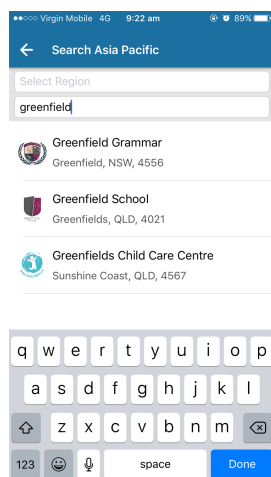 Virgin Mobile 4G 9:22 am 89%
Search Asia Pacific
Select Region
greenfield
Greenfield Grammar
Greenfield, NSW, 4556
Greenfield School
Greenfields, QLD, 4021
Greenfields Child Care Centre
Sunshine Coast, QLD, 4567
q w e r t y u i o p
a s d f g h j k l
z x c v b n m
123 space Done